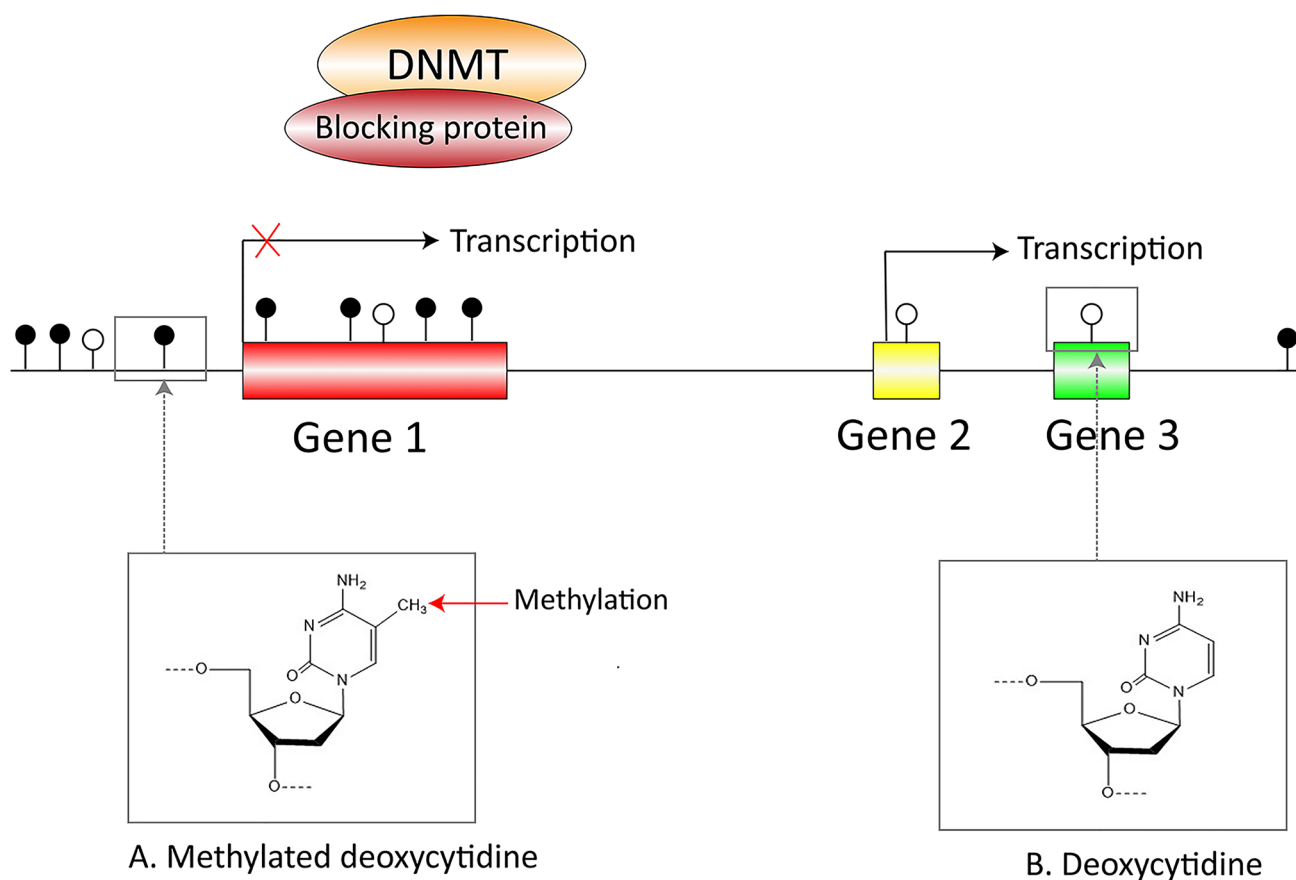 DNMT
Blocking protein
Transcription
Transcription
Gene 1
Gene 2
Gene 3
NH₂
CH₃
Methylation
N
O
N
O
O
O
NH₂
N
O
N
O
O
O
A. Methylated deoxycytidine
B. Deoxycytidine